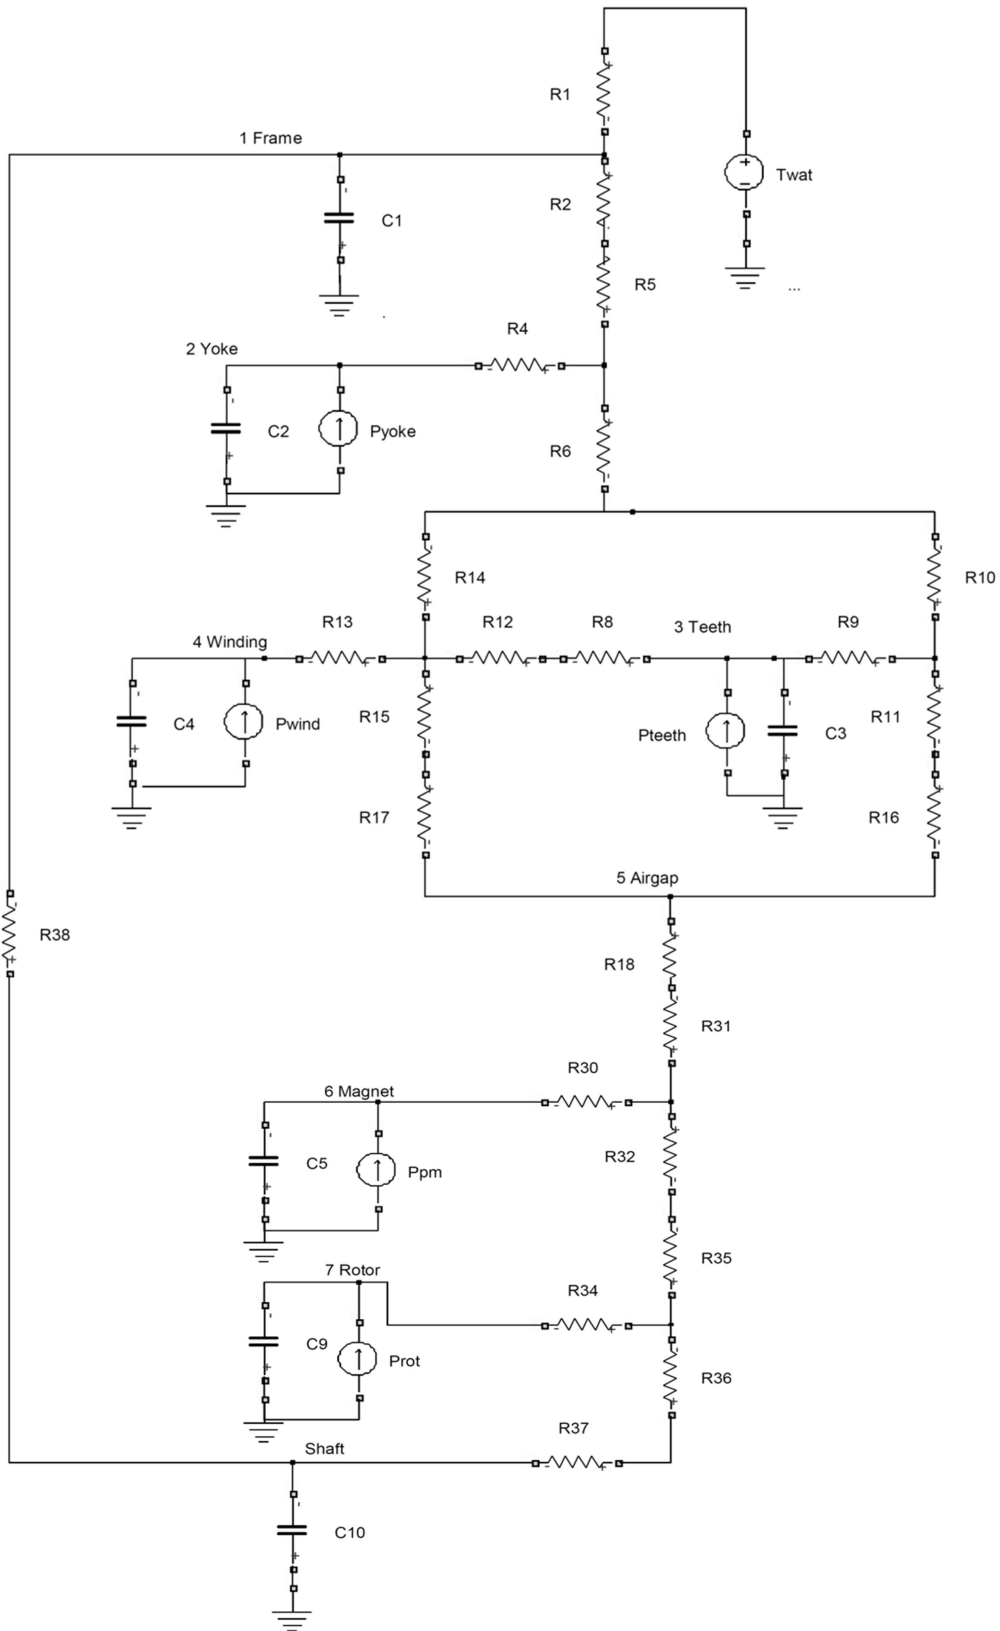 R1
1 Frame
Twat
R2
C1
R5
...
R4
2 Yoke
C2
Pyoke
R6
R14
R10
R13
R12
R8
3 Teeth
R9
4 Winding
R15
R11
C4
Pwind
Pteeth
C3
R17
R16
5 Airgap
R38
R18
R31
R30
6 Magnet
R32
C5
Ppm
R35
7 Rotor
R34
C9
Prot
R36
R37
Shaft
C10